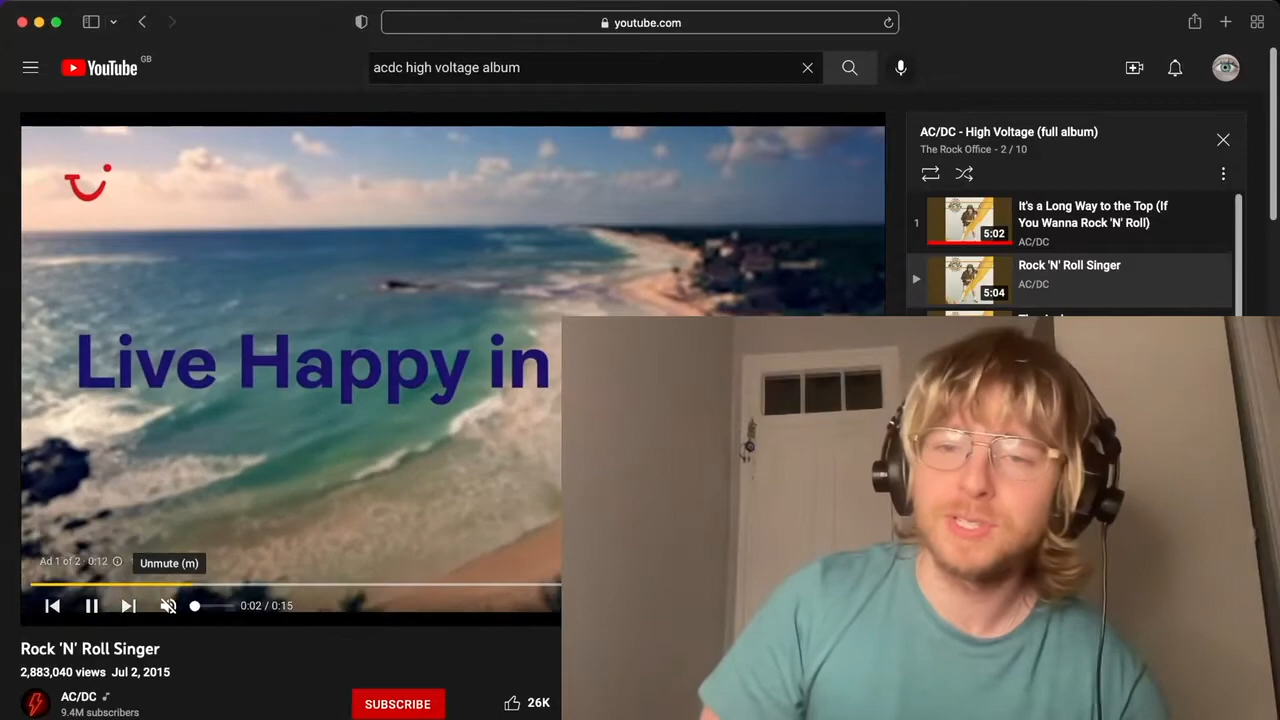 youtube.com
YouTube
GB
acdc high voltage album
Live Happy in
Ad 1 of 2 · 0:12
Unmute (m)
0:02 / 0:15
Rock 'N' Roll Singer
2,883,040 views Jul 2, 2015
AC/DC
9.4M subscribers
SUBSCRIBE
26K
AC/DC - High Voltage (full album)
The Rock Office - 2 / 10
1
5:02
It's a Long Way to the Top (If
You Wanna Rock 'N' Roll)
AC/DC
5:04
Rock 'N' Roll Singer
AC/DC